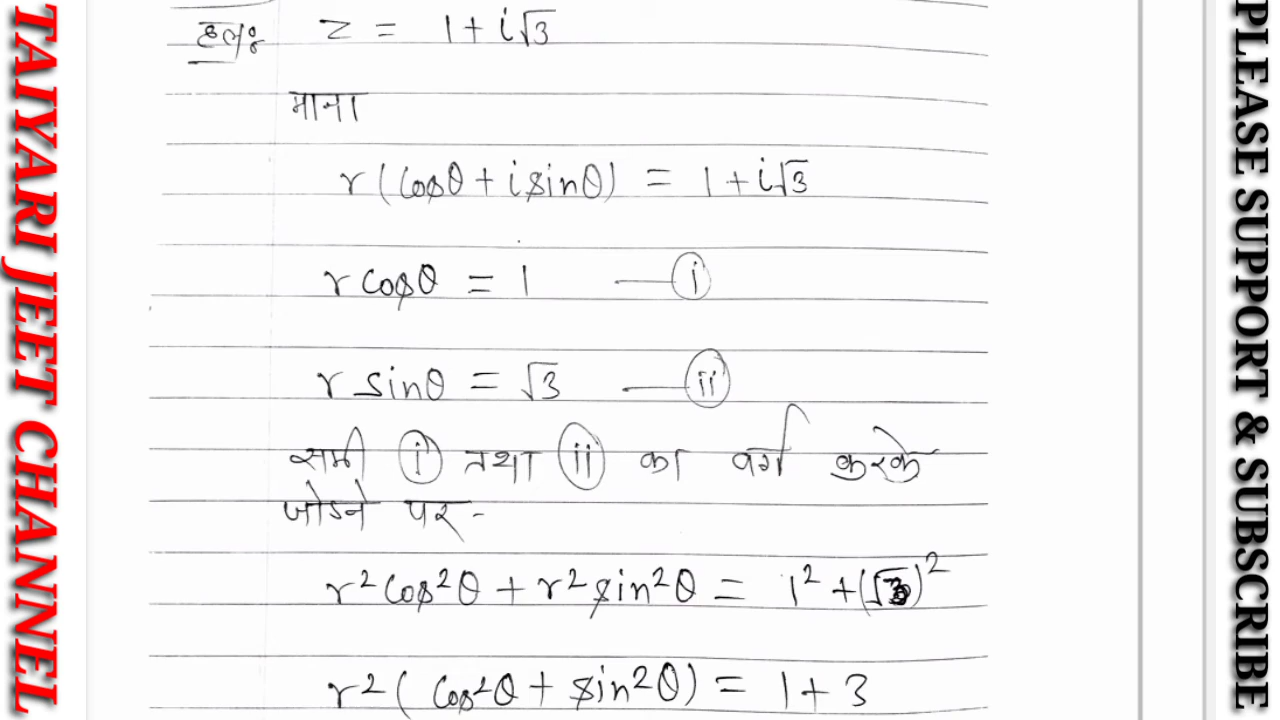 TAIYARI JEET CHANNEL
हलः z = 1 + i√3
माना
r(cosθ + i sinθ) = 1 + i√3
r cosθ = 1 —— (i)
r sinθ = √3 —— (ii)
समी (i) तथा (ii) का वर्ग करके
जोड्ने पर -
r²cos²θ + r²sin²θ = 1² + (√3)²
r²(cos²θ + sin²θ) = 1 + 3
PLEASE SUPPORT & SUBSCRIBE